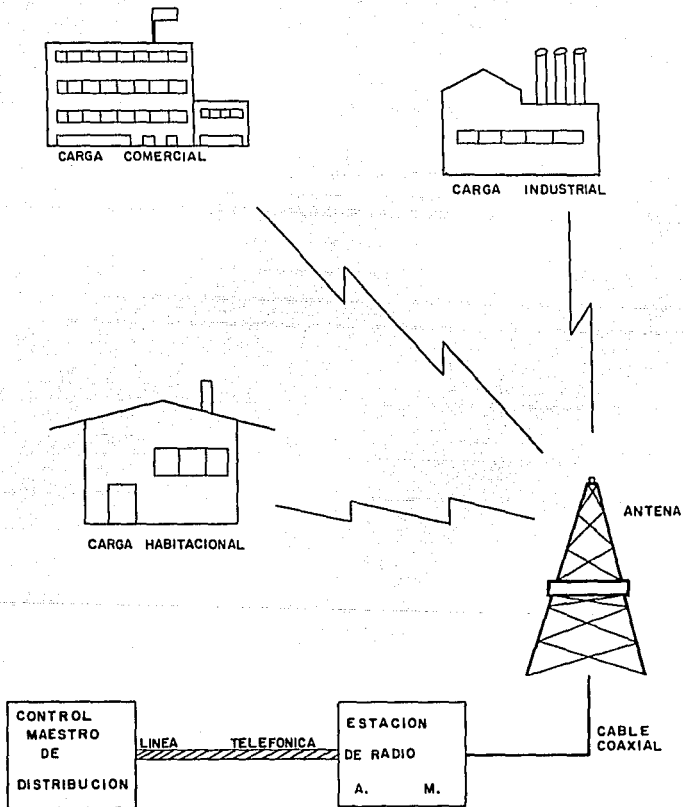 CARGA COMERCIAL
CARGA INDUSTRIAL
CARGA HABITACIONAL
ANTENA
CONTROL
MAESTRO
DE
DISTRIBUCION
LINEA TELEFONICA
ESTACION
DE RADIO
A. M.
CABLE
COAXIAL